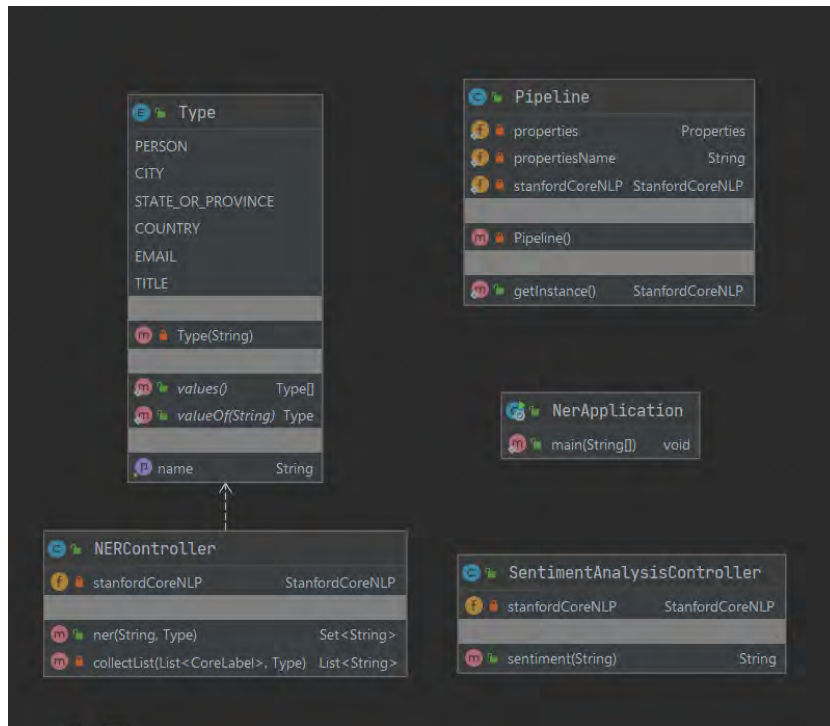 Type
PERSON
CITY
STATE_OR_PROVINCE
COUNTRY
EMAIL
TITLE
Type(String)
values() Type[]
valueOf(String) Type
name String
Pipeline
properties Properties
propertiesName String
stanfordCoreNLP StanfordCoreNLP
Pipeline()
getInstance() StanfordCoreNLP
NerApplication
main(String[]) void
NERController
stanfordCoreNLP StanfordCoreNLP
ner(String, Type) Set<String>
collectList(List<CoreLabel>, Type) List<String>
SentimentAnalysisController
stanfordCoreNLP StanfordCoreNLP
sentiment(String) String